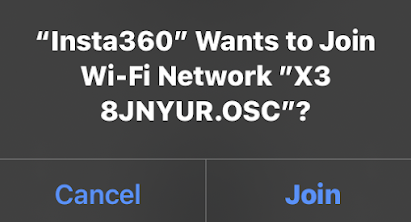 “Insta360” Wants to Join
Wi-Fi Network ”X3
8JNYUR.OSC”?
Cancel
Join